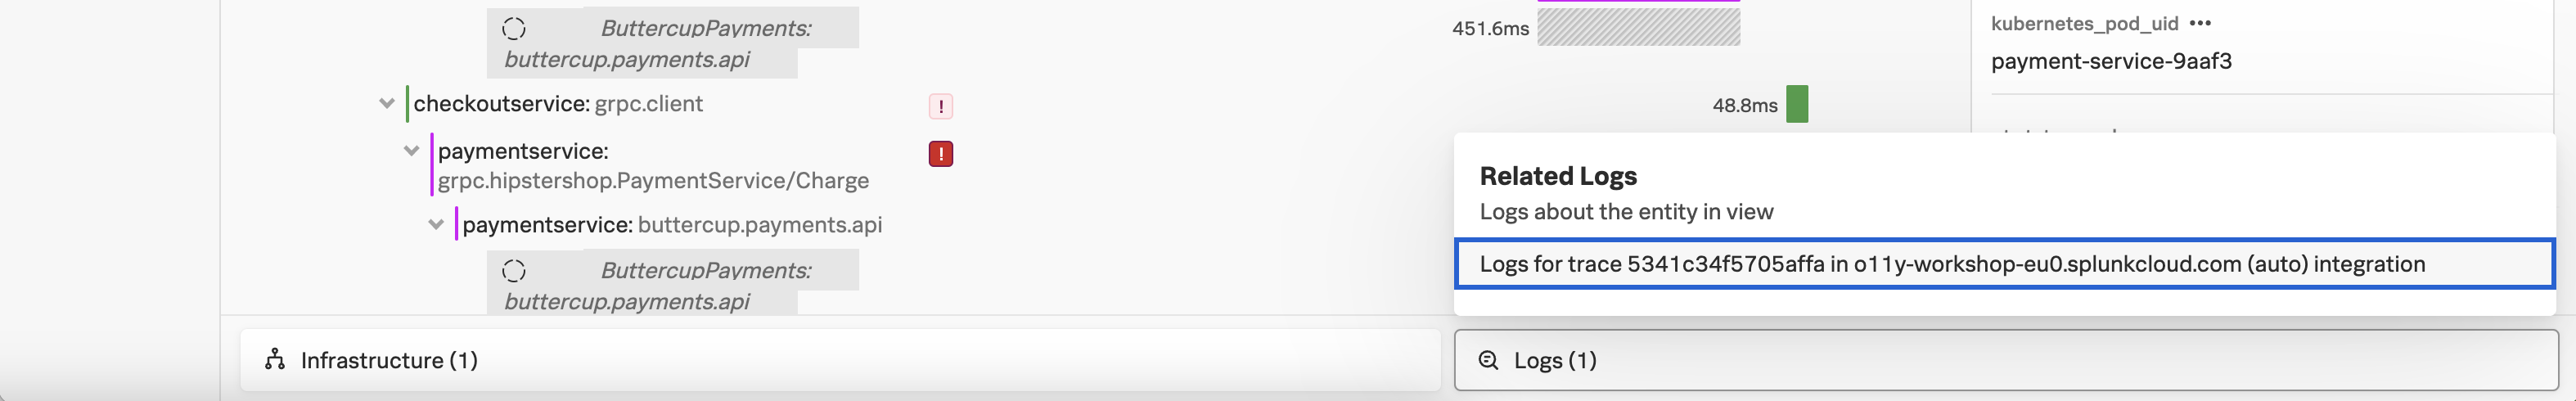 ButtercupPayments:
buttercup.payments.api
451.6ms
kubernetes_pod_uid •••
payment-service-9aaf3
checkoutservice: grpc.client
!
48.8ms
paymentservice:
grpc.hipstershop.PaymentService/Charge
!
paymentservice: buttercup.payments.api
ButtercupPayments:
buttercup.payments.api
Related Logs
Logs about the entity in view
Logs for trace 5341c34f5705affa in o11y-workshop-eu0.splunkcloud.com (auto) integration
Infrastructure (1)
Logs (1)